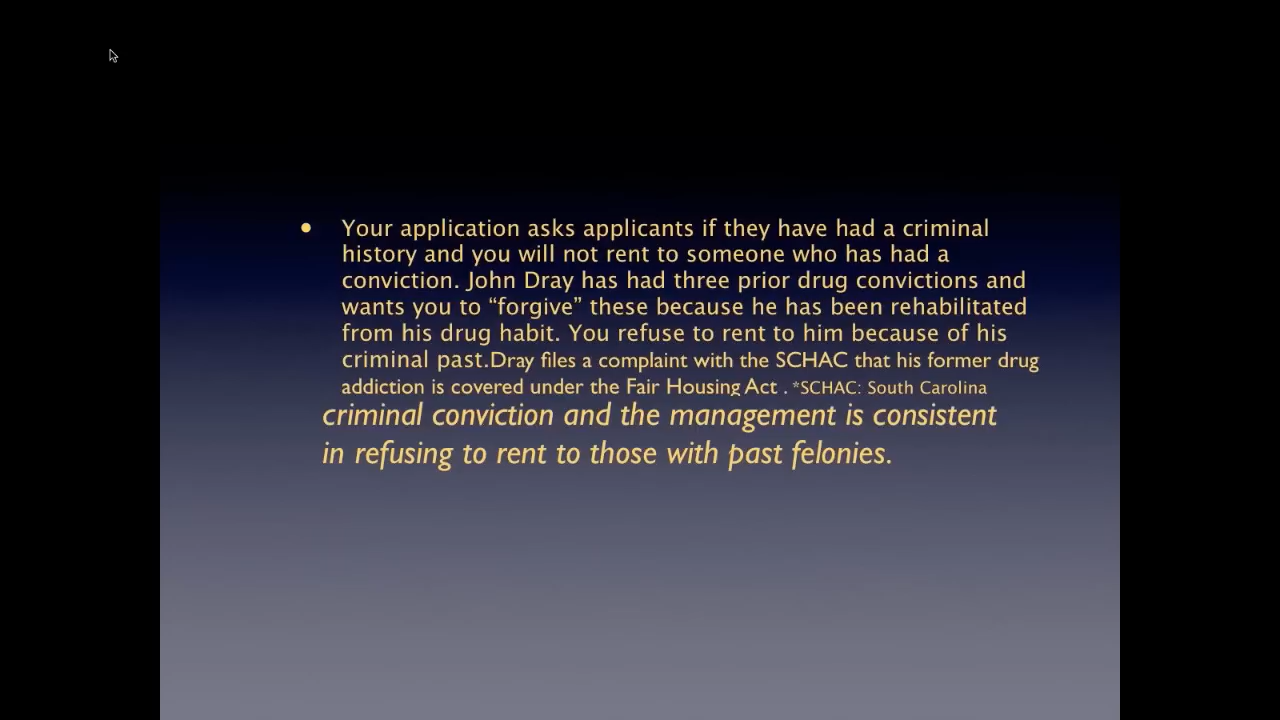 • Your application asks applicants if they have had a criminal
history and you will not rent to someone who has had a
conviction. John Dray has had three prior drug convictions and
wants you to “forgive” these because he has been rehabilitated
from his drug habit. You refuse to rent to him because of his
criminal past.Dray files a complaint with the SCHAC that his former drug
addiction is covered under the Fair Housing Act . *SCHAC: South Carolina
criminal conviction and the management is consistent
in refusing to rent to those with past felonies.